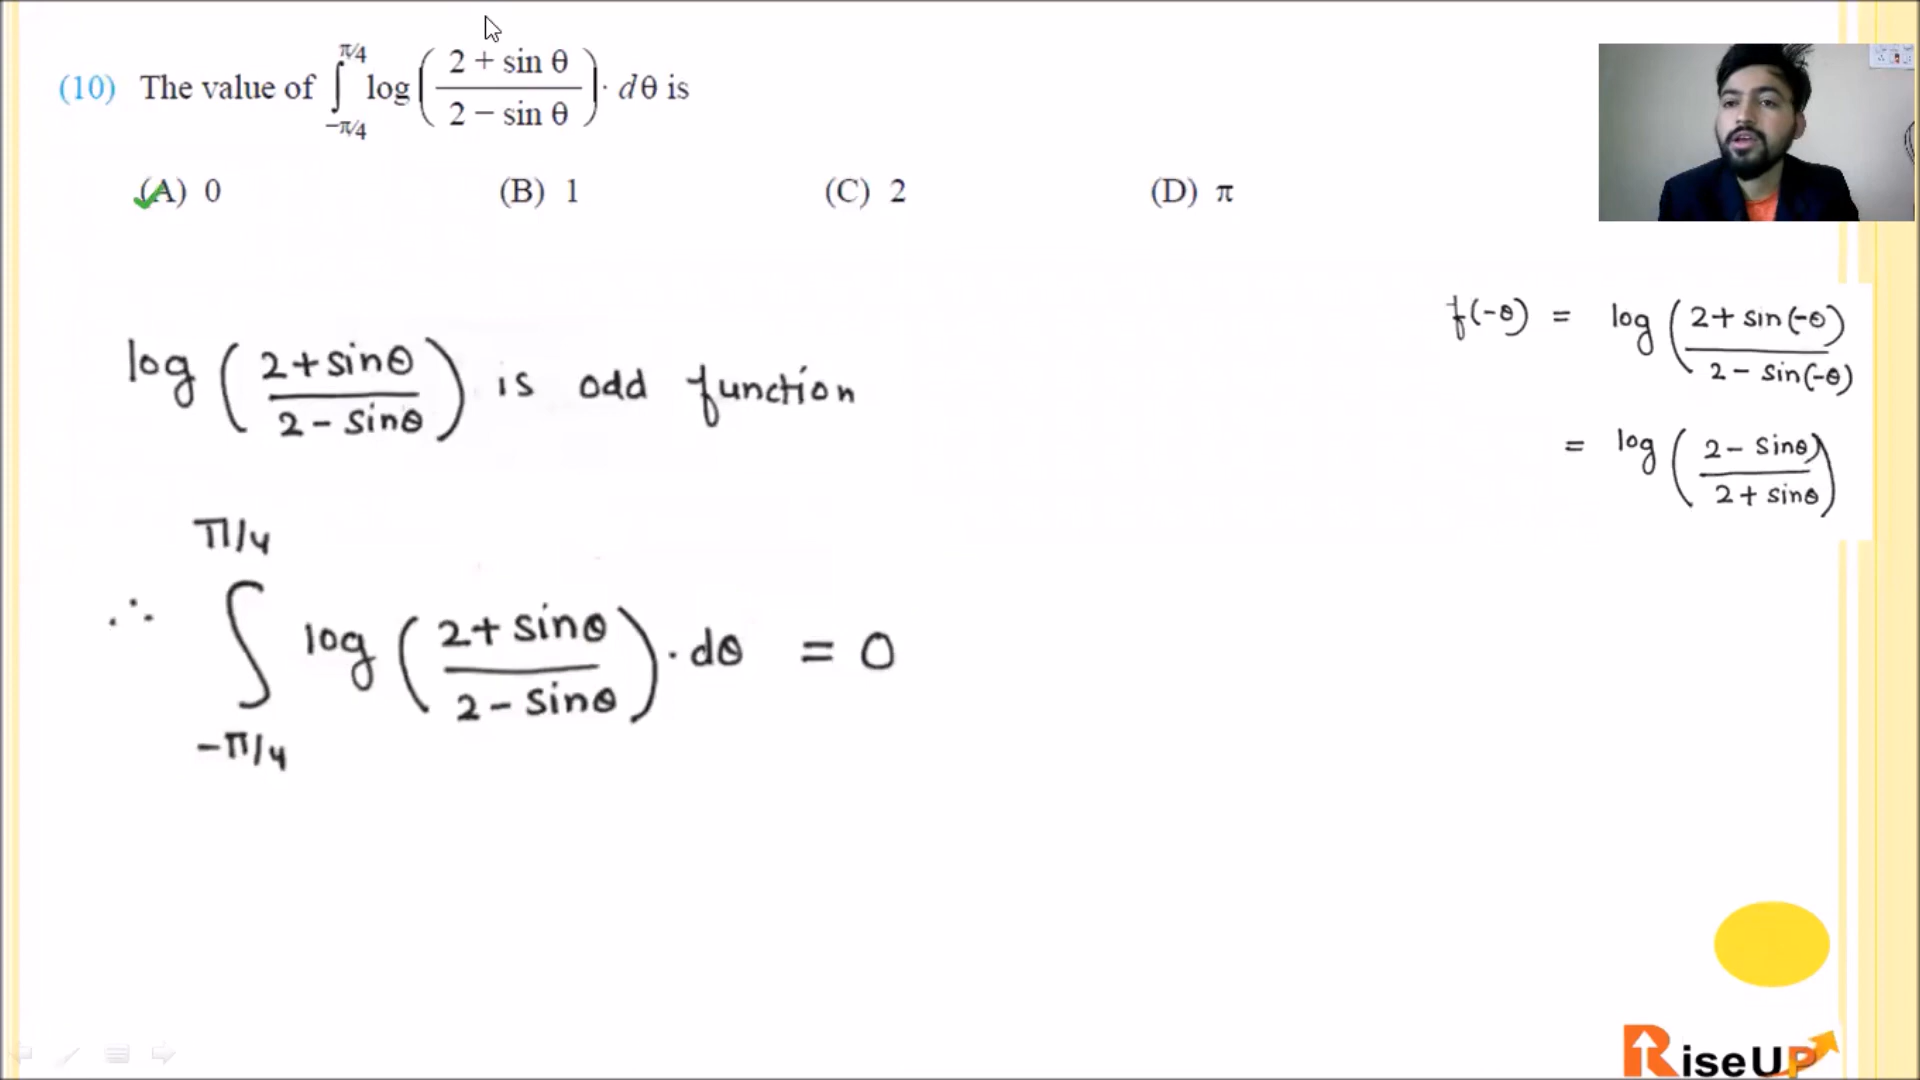 (10) The value of ∫_{-π/4}^{π/4} log((2 + sin θ)/(2 − sin θ)) · dθ is
(A) 0 (B) 1 (C) 2 (D) π
log((2+sinθ)/(2-sinθ)) is odd function
∴ ∫_{-π/4}^{π/4} log((2+sinθ)/(2-sinθ)) · dθ = 0
f(-θ) = log((2+sin(-θ))/(2-sin(-θ)))
= log((2-sinθ)/(2+sinθ))
RiseUP